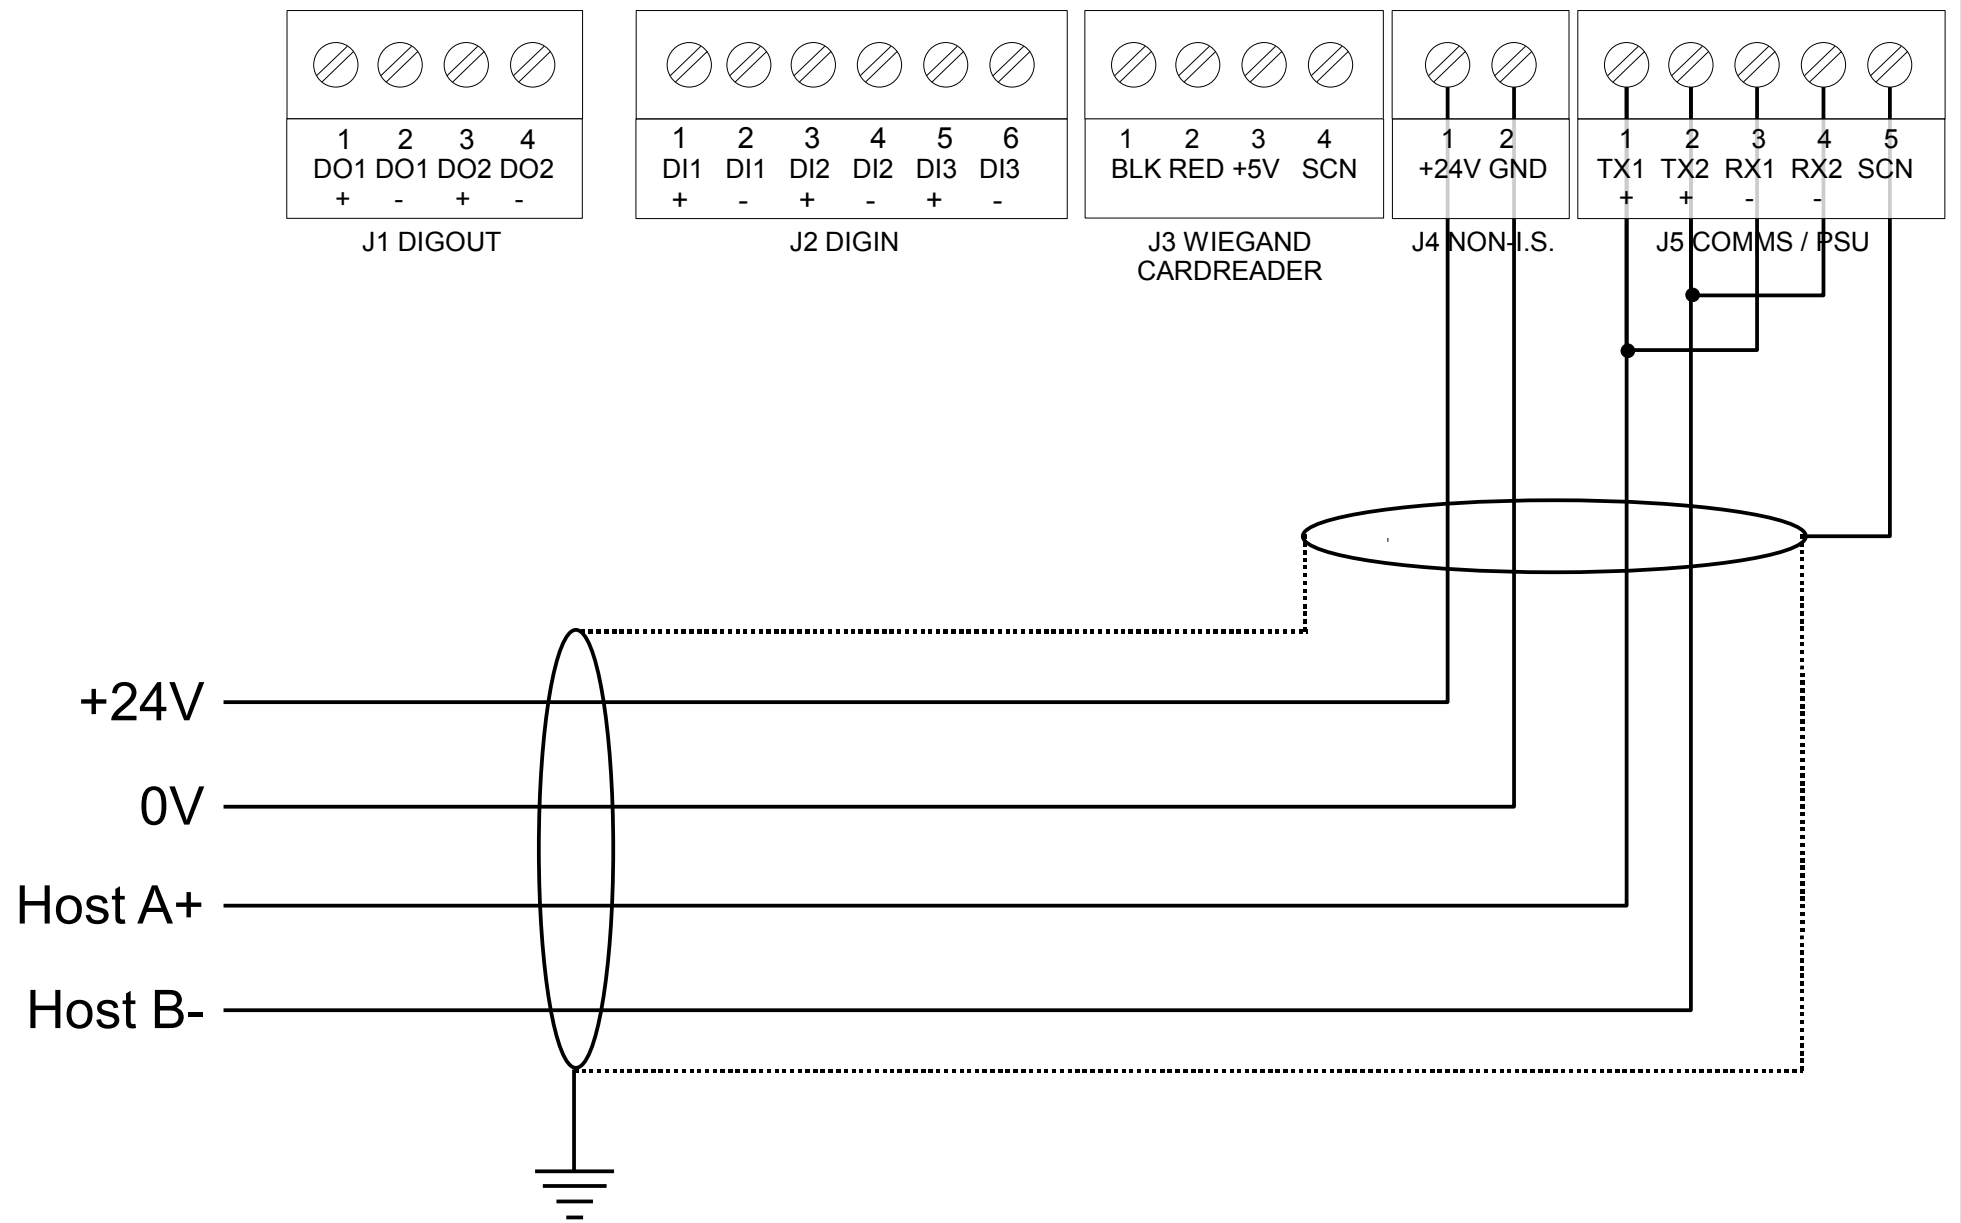 1 2 3 4
DO1 DO1 DO2 DO2
+ - + -
J1 DIGOUT
1 2 3 4 5 6
DI1 DI1 DI2 DI2 DI3 DI3
+ - + - + -
J2 DIGIN
1 2 3 4
BLK RED +5V SCN
J3 WIEGAND
CARDREADER
1 2
+24V GND
J4 NON-I.S.
1 2 3 4 5
TX1 TX2 RX1 RX2 SCN
+ + - -
J5 COMMS / PSU
+24V
0V
Host A+
Host B-